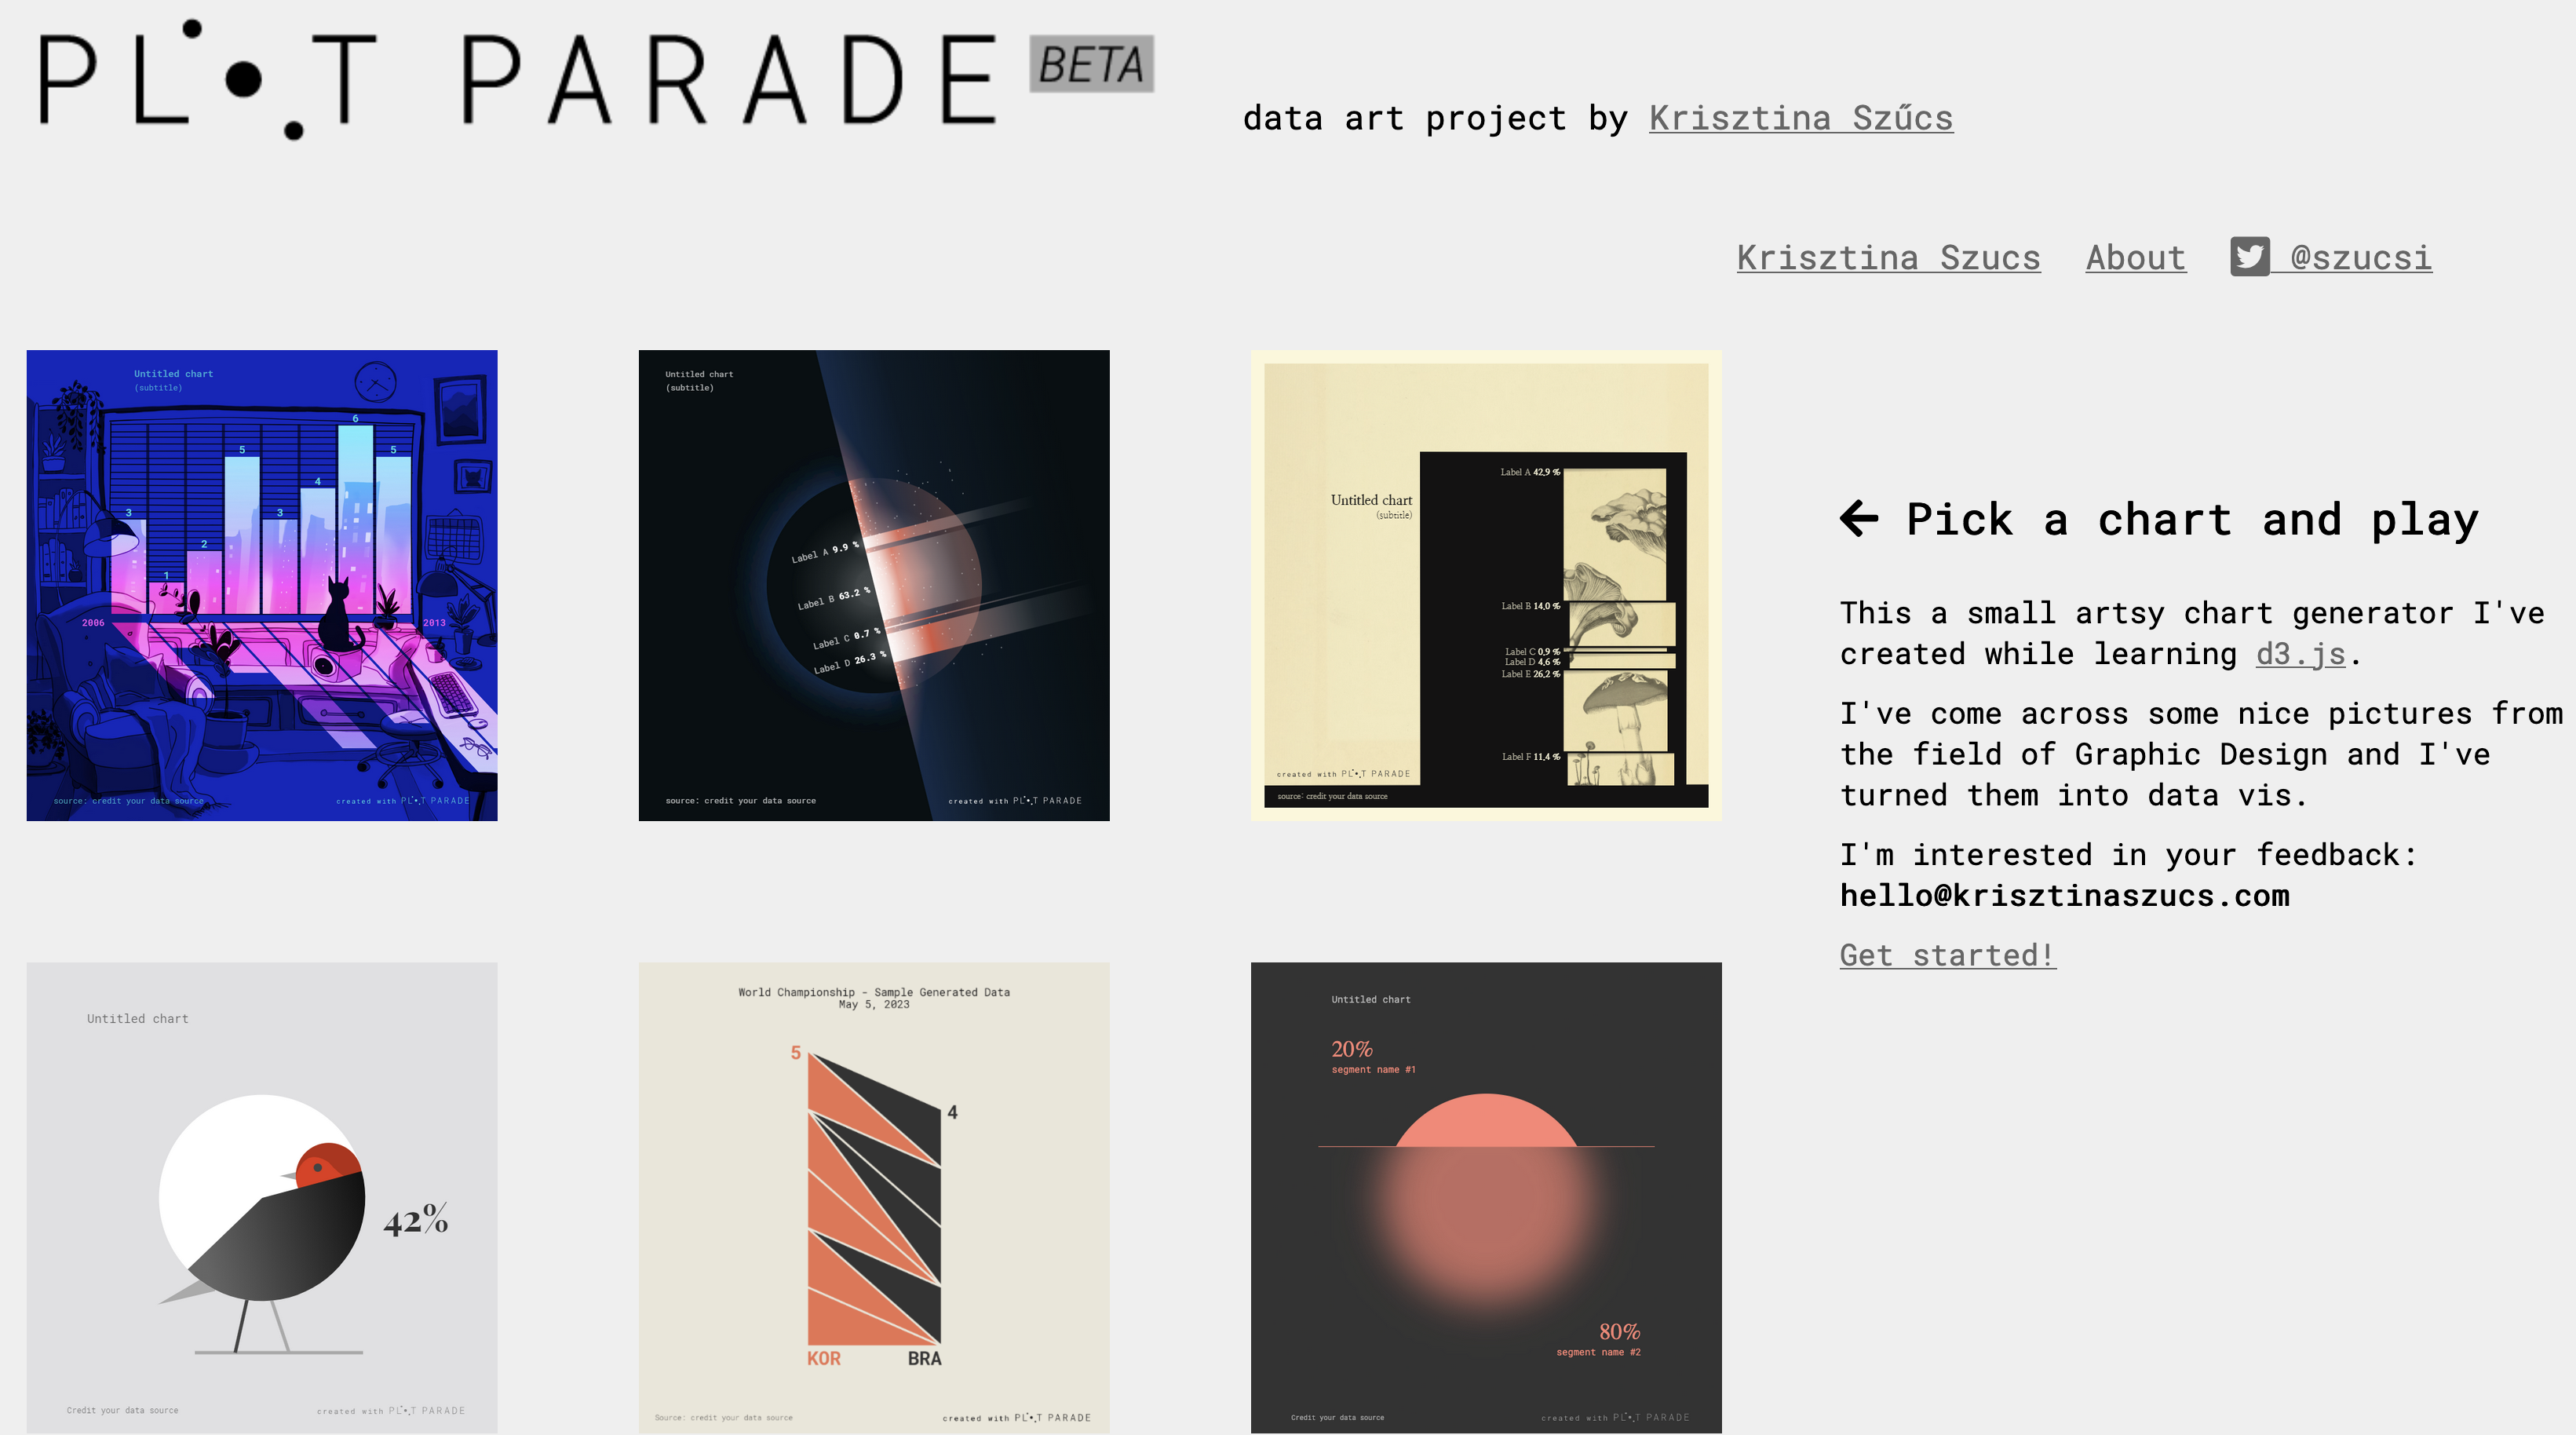 PL T PARADE BETA
data art project by Krisztina Szűcs
Krisztina Szucs About @szucsi
Untitled chart
(subtitle)
6
5
5
4
3
3
2
1
2006
2013
source: credit your data source
created with PL T PARADE
Untitled chart
(subtitle)
Label A 9.9 %
Label B 63.2 %
Label C 0.7 %
Label D 26.3 %
source: credit your data source
created with PL T PARADE
Label A 42,9 %
Untitled chart
(subtitle)
Label B 14,0 %
Label C 0,9 %
Label D 4,6 %
Label E 26,2 %
Label F 11,4 %
created with PL T PARADE
source: credit your data source
Pick a chart and play
This a small artsy chart generator I've
created while learning d3.js.
I've come across some nice pictures from
the field of Graphic Design and I've
turned them into data vis.
I'm interested in your feedback:
hello@krisztinaszucs.com
Get started!
Untitled chart
42%
Credit your data source
created with PL T PARADE
World Championship - Sample Generated Data
May 5, 2023
5
4
KOR BRA
Source: credit your data source
created with PL T PARADE
Untitled chart
20%
segment name #1
80%
segment name #2
Credit your data source
created with PL T PARADE